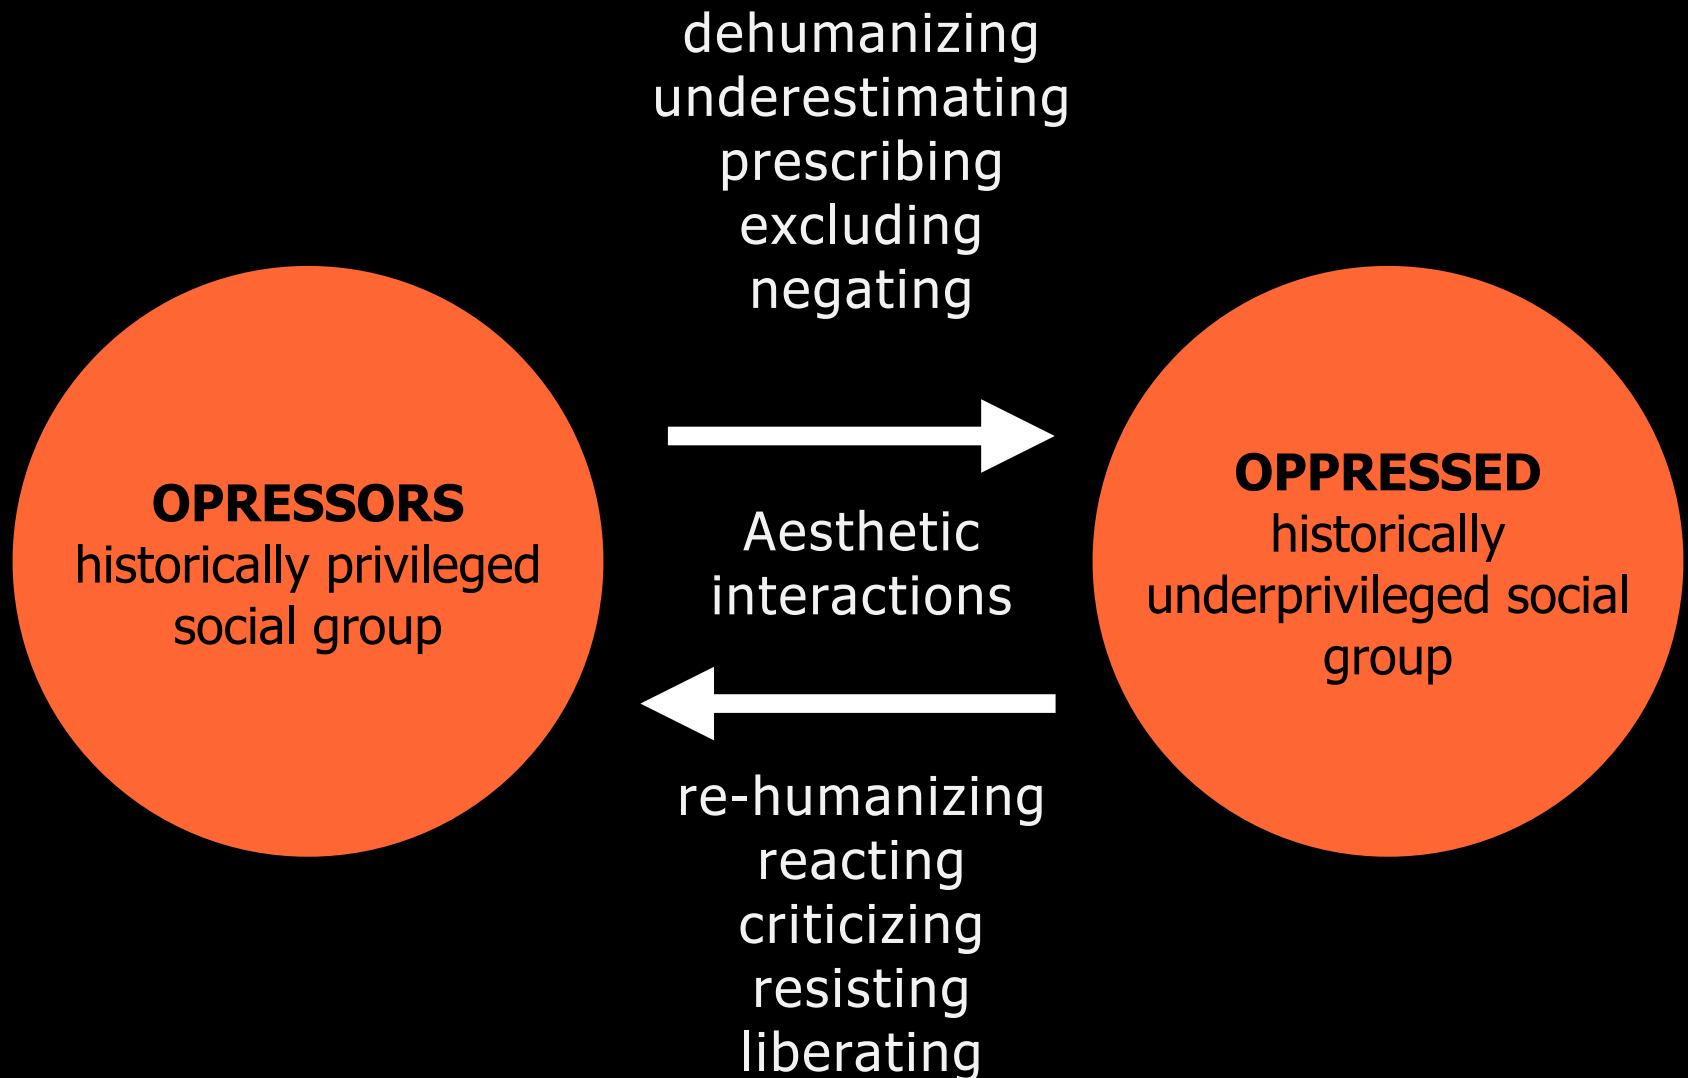 dehumanizing
underestimating
prescribing
excluding
negating
OPRESSORS
historically privileged
social group
Aesthetic
interactions
OPPRESSED
historically
underprivileged social
group
re-humanizing
reacting
criticizing
resisting
liberating